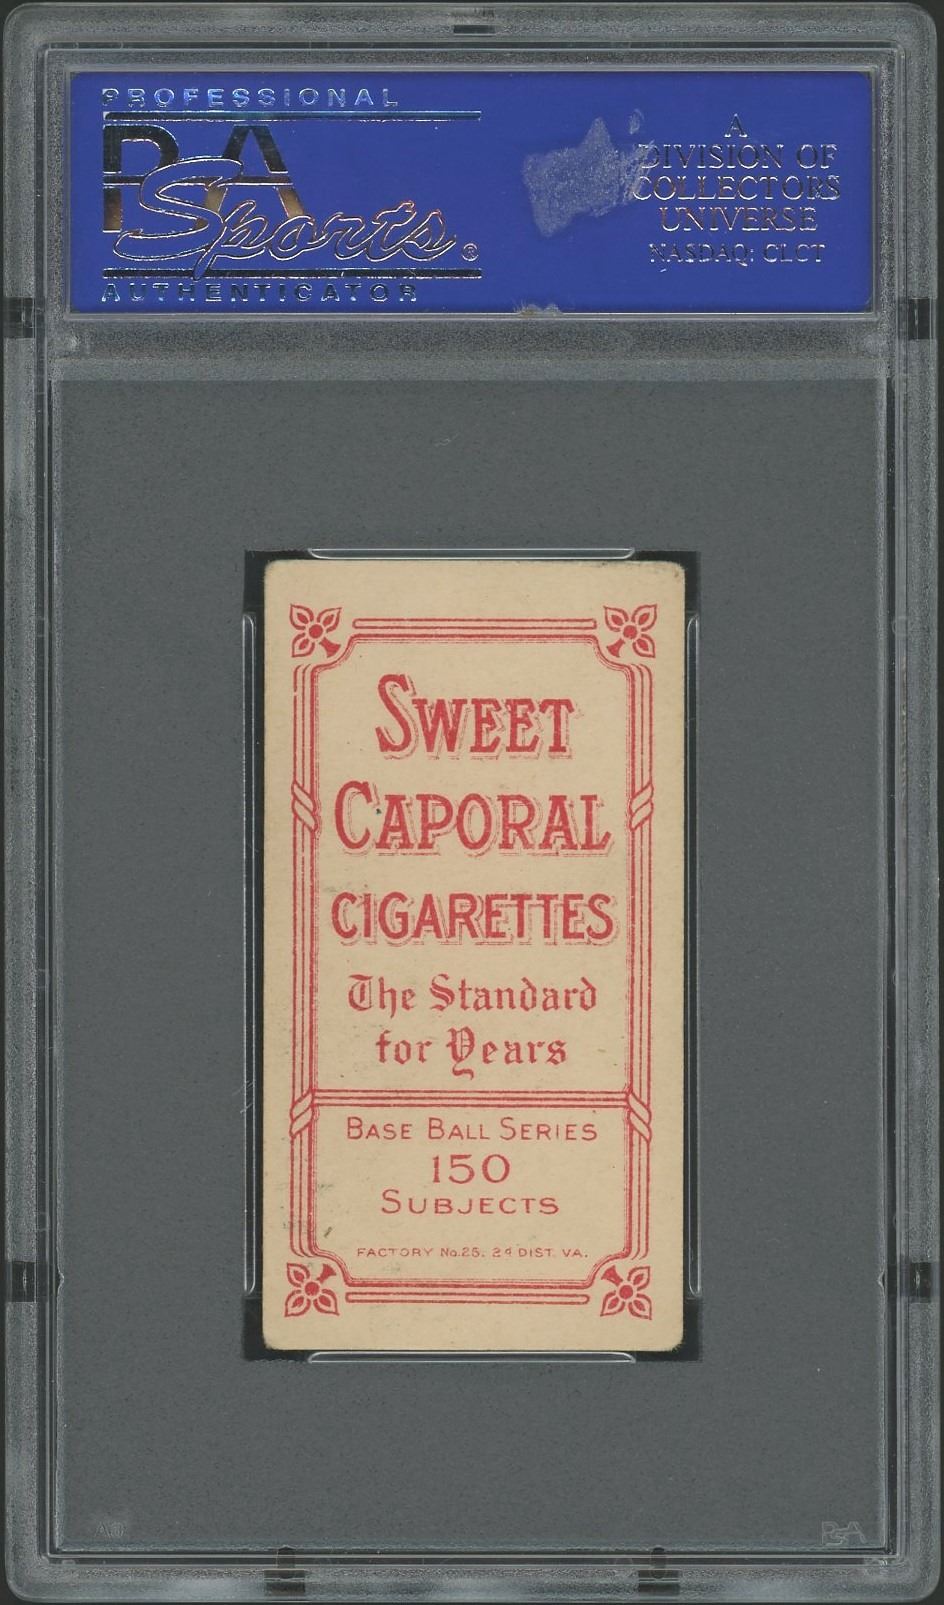 PROFESSIONAL
PSA
Sports®
AUTHENTICATOR
A
DIVISION OF
COLLECTORS
UNIVERSE
NASDAQ: CLCT
SWEET
CAPORAL
CIGARETTES
The Standard
for Years
BASE BALL SERIES
150
SUBJECTS
FACTORY No. 25. 2d DIST. VA.
PSA